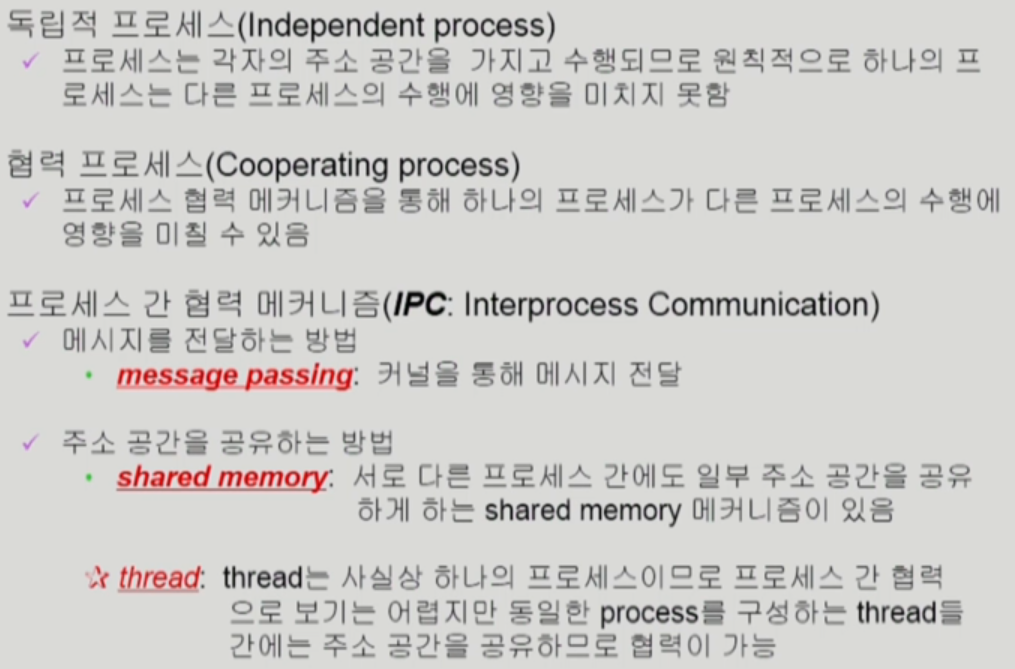 독립적 프로세스(Independent process)
✓ 프로세스는 각자의 주소 공간을 가지고 수행되므로 원칙적으로 하나의 프
로세스는 다른 프로세스의 수행에 영향을 미치지 못함
협력 프로세스(Cooperating process)
✓ 프로세스 협력 메커니즘을 통해 하나의 프로세스가 다른 프로세스의 수행에
영향을 미칠 수 있음
프로세스 간 협력 메커니즘(IPC: Interprocess Communication)
✓ 메시지를 전달하는 방법
• message passing: 커널을 통해 메시지 전달
✓ 주소 공간을 공유하는 방법
• shared memory: 서로 다른 프로세스 간에도 일부 주소 공간을 공유
하게 하는 shared memory 메커니즘이 있음
☆ thread: thread는 사실상 하나의 프로세스이므로 프로세스 간 협력
으로 보기는 어렵지만 동일한 process를 구성하는 thread들
간에는 주소 공간을 공유하므로 협력이 가능